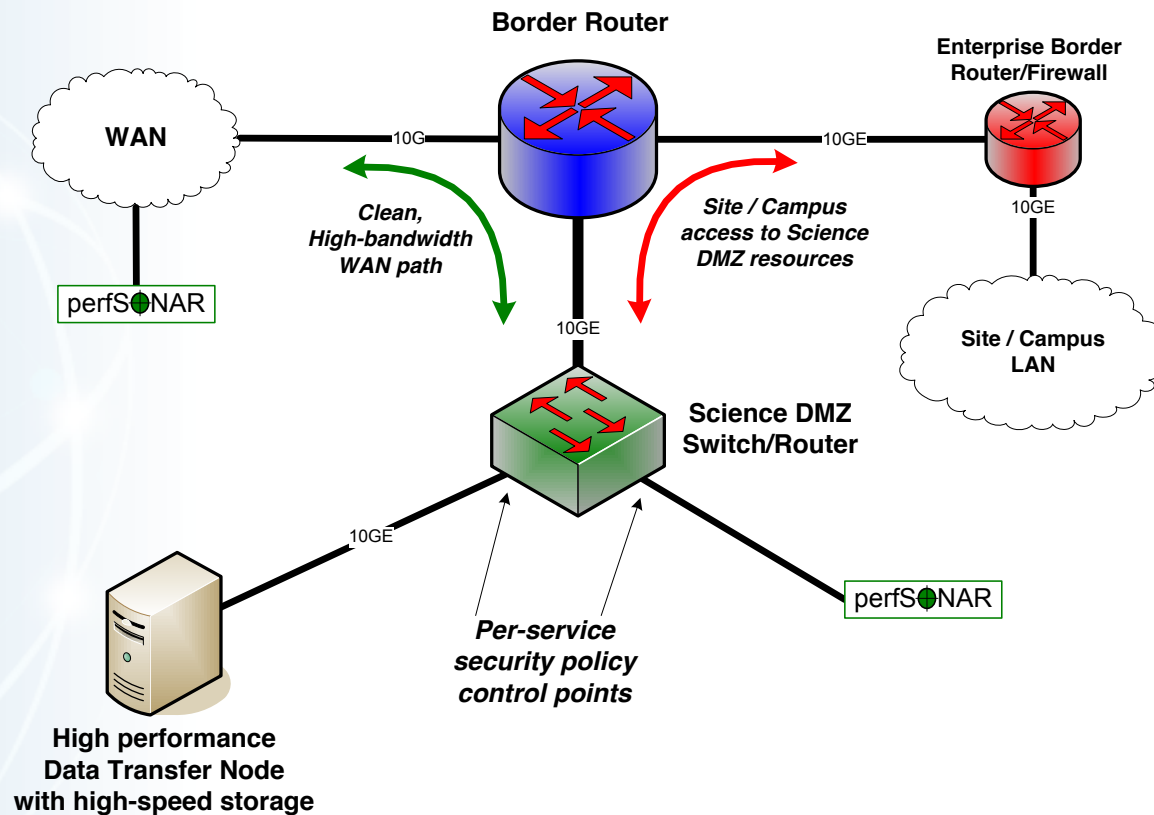 Border Router
Enterprise Border
Router/Firewall
WAN
10G
10GE
10GE
Clean,
High-bandwidth
WAN path
Site / Campus
access to Science
DMZ resources
perfSONAR
10GE
Site / Campus
LAN
Science DMZ
Switch/Router
10GE
perfSONAR
Per-service
security policy
control points
High performance
Data Transfer Node
with high-speed storage